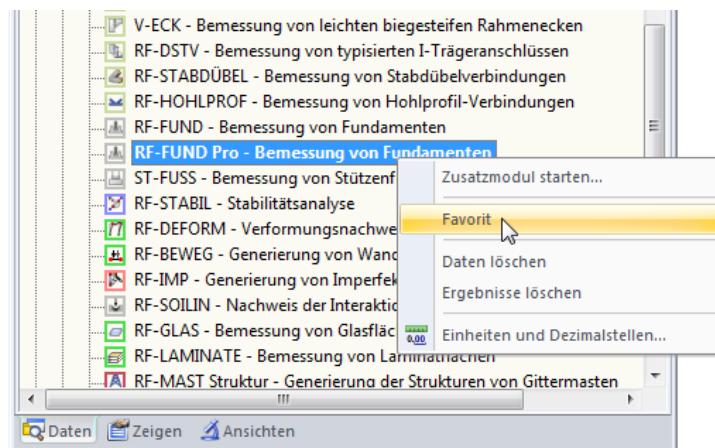 V-ECK - Bemessung von leichten biegesteifen Rahmenecken
RF-DSTV - Bemessung von typisierten I-Trägeranschlüssen
RF-STABDÜBEL - Bemessung von Stabdübelverbindungen
RF-HOHLPROF - Bemessung von Hohlprofil-Verbindungen
RF-FUND - Bemessung von Fundamenten
RF-FUND Pro - Bemessung von Fundamenten
ST-FUSS - Bemessung von Stützenf
Zusatzmodul starten...
RF-STABIL - Stabilitätsanalyse
RF-DEFORM - Verformungsnachwe
Favorit
RF-BEWEG - Generierung von Wand
Daten löschen
RF-IMP - Generierung von Imperfek
Ergebnisse löschen
RF-SOILIN - Nachweis der Interaktio
RF-GLAS - Bemessung von Glasfläc
0,00 Einheiten und Dezimalstellen...
RF-LAMINATE - Bemessung von Laminatflächen
RF-MAST Struktur - Generierung der Strukturen von Gittermasten
Daten Zeigen Ansichten